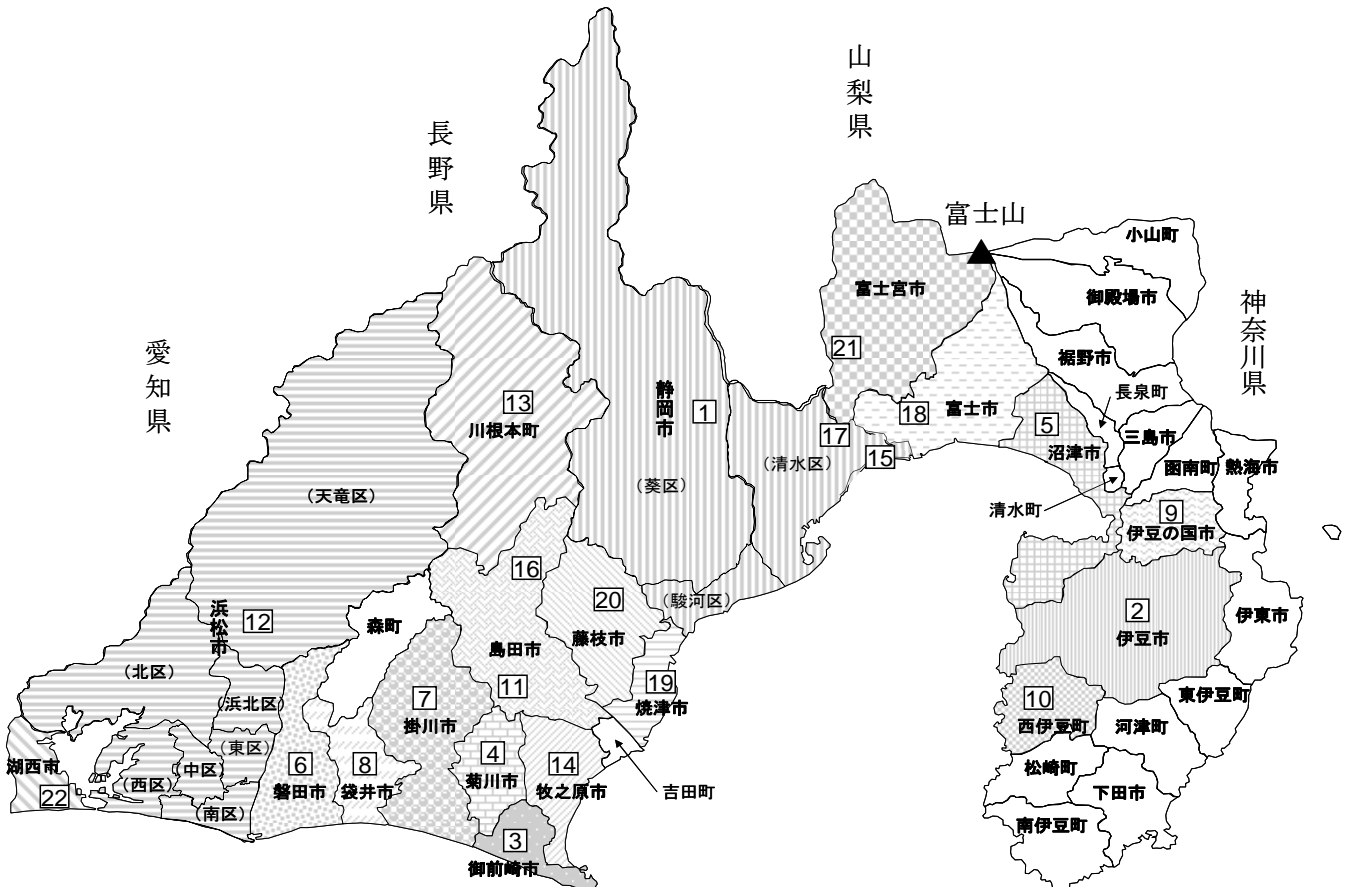 山梨県
長野県
富士山
小山町
御殿場市
神奈川県
愛知県
富士宮市
裾野市
21
長泉町
静岡市
1
13
川根本町
18
富士市
5
沼津市
三島市
函南町
熱海市
17
15
(清水区)
(葵区)
(天竜区)
清水町
9
伊豆の国市
16
20
(駿河区)
2
伊豆市
伊東市
浜松市
12
森町
藤枝市
島田市
(北区)
(浜北区)
11
19
焼津市
7
掛川市
10
西伊豆町
東伊豆町
河津町
湖西市
22
(東区)
(中区)
(西区)
(南区)
6
磐田市
8
袋井市
4
菊川市
14
牧之原市
吉田町
松崎町
下田市
南伊豆町
3
御前崎市